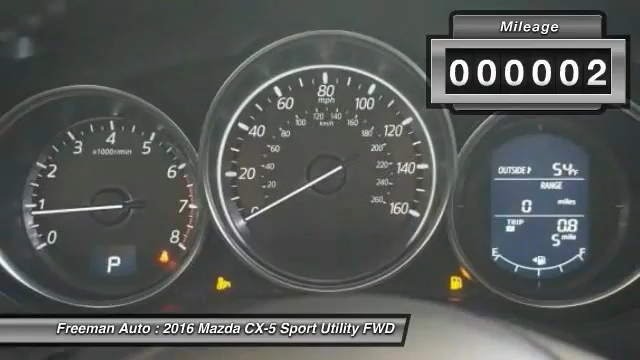 Mileage
000002
80
mph
60
100
40
120
20
140
0
160
100 120 140 160
km/h
80
180
60
200
40
220
20
240
260
4
x1000r/min
3
5
2
6
1
7
0
8
P
OUTSIDE 54°F
RANGE
0 miles
TRIP 0.8
5 mile
E F
Freeman Auto : 2016 Mazda CX-5 Sport Utility FWD